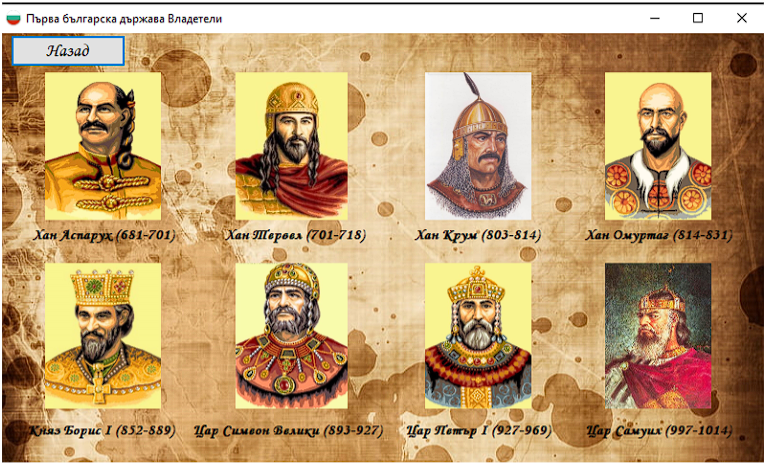 Първа българска държава Владетели
Назад
Хан Аспарух (681-701)
Хан Тервел (701-718)
Хан Крум (803-814)
Хан Омуртаг (814-831)
Княз Борис I (852-889)
Цар Симеон Велики (893-927)
Цар Петър I (927-969)
Цар Самуил (997-1014)